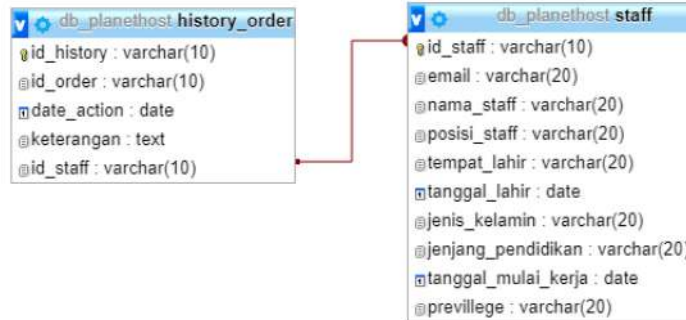 db_planethost history_order
id_history : varchar(10)
id_order : varchar(10)
date_action : date
keterangan : text
id_staff : varchar(10)
db_planethost staff
id_staff : varchar(10)
email : varchar(20)
nama_staff : varchar(20)
posisi_staff : varchar(20)
tempat_lahir : varchar(20)
tanggal_lahir : date
jenis_kelamin : varchar(20)
jenjang_pendidikan : varchar(20)
tanggal_mulai_kerja : date
previllege : varchar(20)